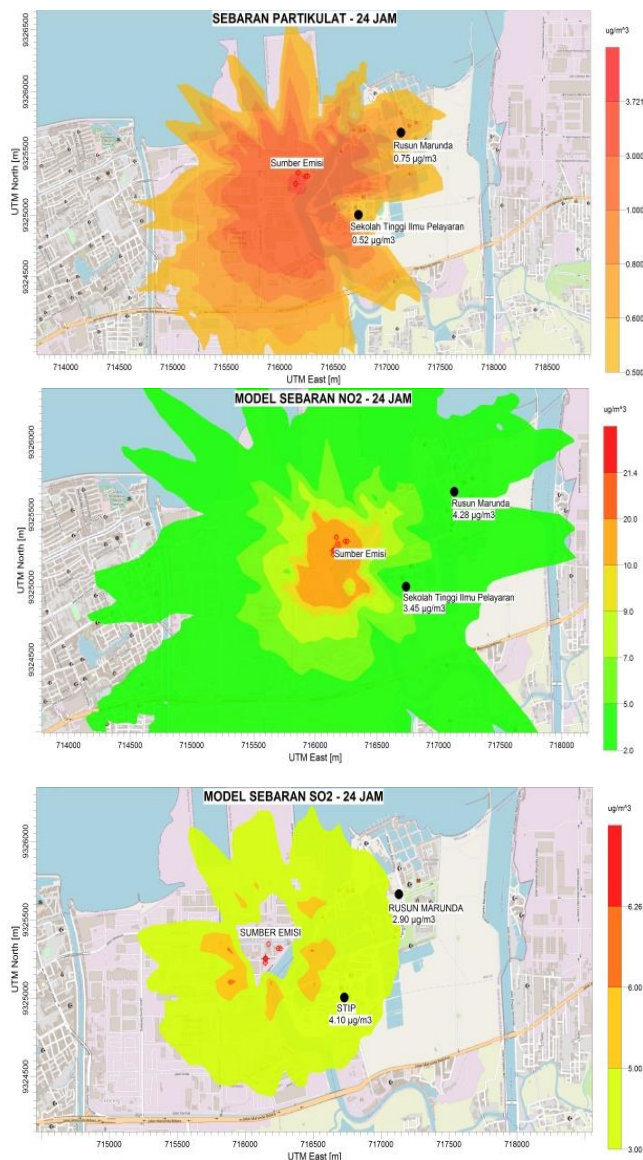 SEBARAN PARTIKULAT - 24 JAM
ug/m^3
UTM North [m]
9326500
9326000
9325500
9325000
9324500
3.721
3.000
1.000
0.800
0.600
0.500
Sumber Emisi
Rusun Marunda
0.75 µg/m3
Sekolah Tinggi Ilmu Pelayaran
0.52 µg/m3
714000 714500 715000 715500 716000 716500 717000 717500 718000 718500
UTM East [m]
MODEL SEBARAN NO2 - 24 JAM
ug/m^3
UTM North [m]
9326000
9325500
9325000
9324500
21.4
20.0
10.0
9.0
7.0
5.0
2.0
Rusun Marunda
4.28 µg/m3
Sumber Emisi
Sekolah Tinggi Ilmu Pelayaran
3.45 µg/m3
714000 714500 715000 715500 716000 716500 717000 717500 718000
UTM East [m]
MODEL SEBARAN SO2 - 24 JAM
ug/m^3
UTM North [m]
9326000
9325500
9325000
9324500
6.26
6.00
5.00
3.00
RUSUN MARUNDA
2.90 µg/m3
SUMBER EMISI
STIP
4.10 µg/m3
715000 715500 716000 716500 717000 717500 718000
UTM East [m]